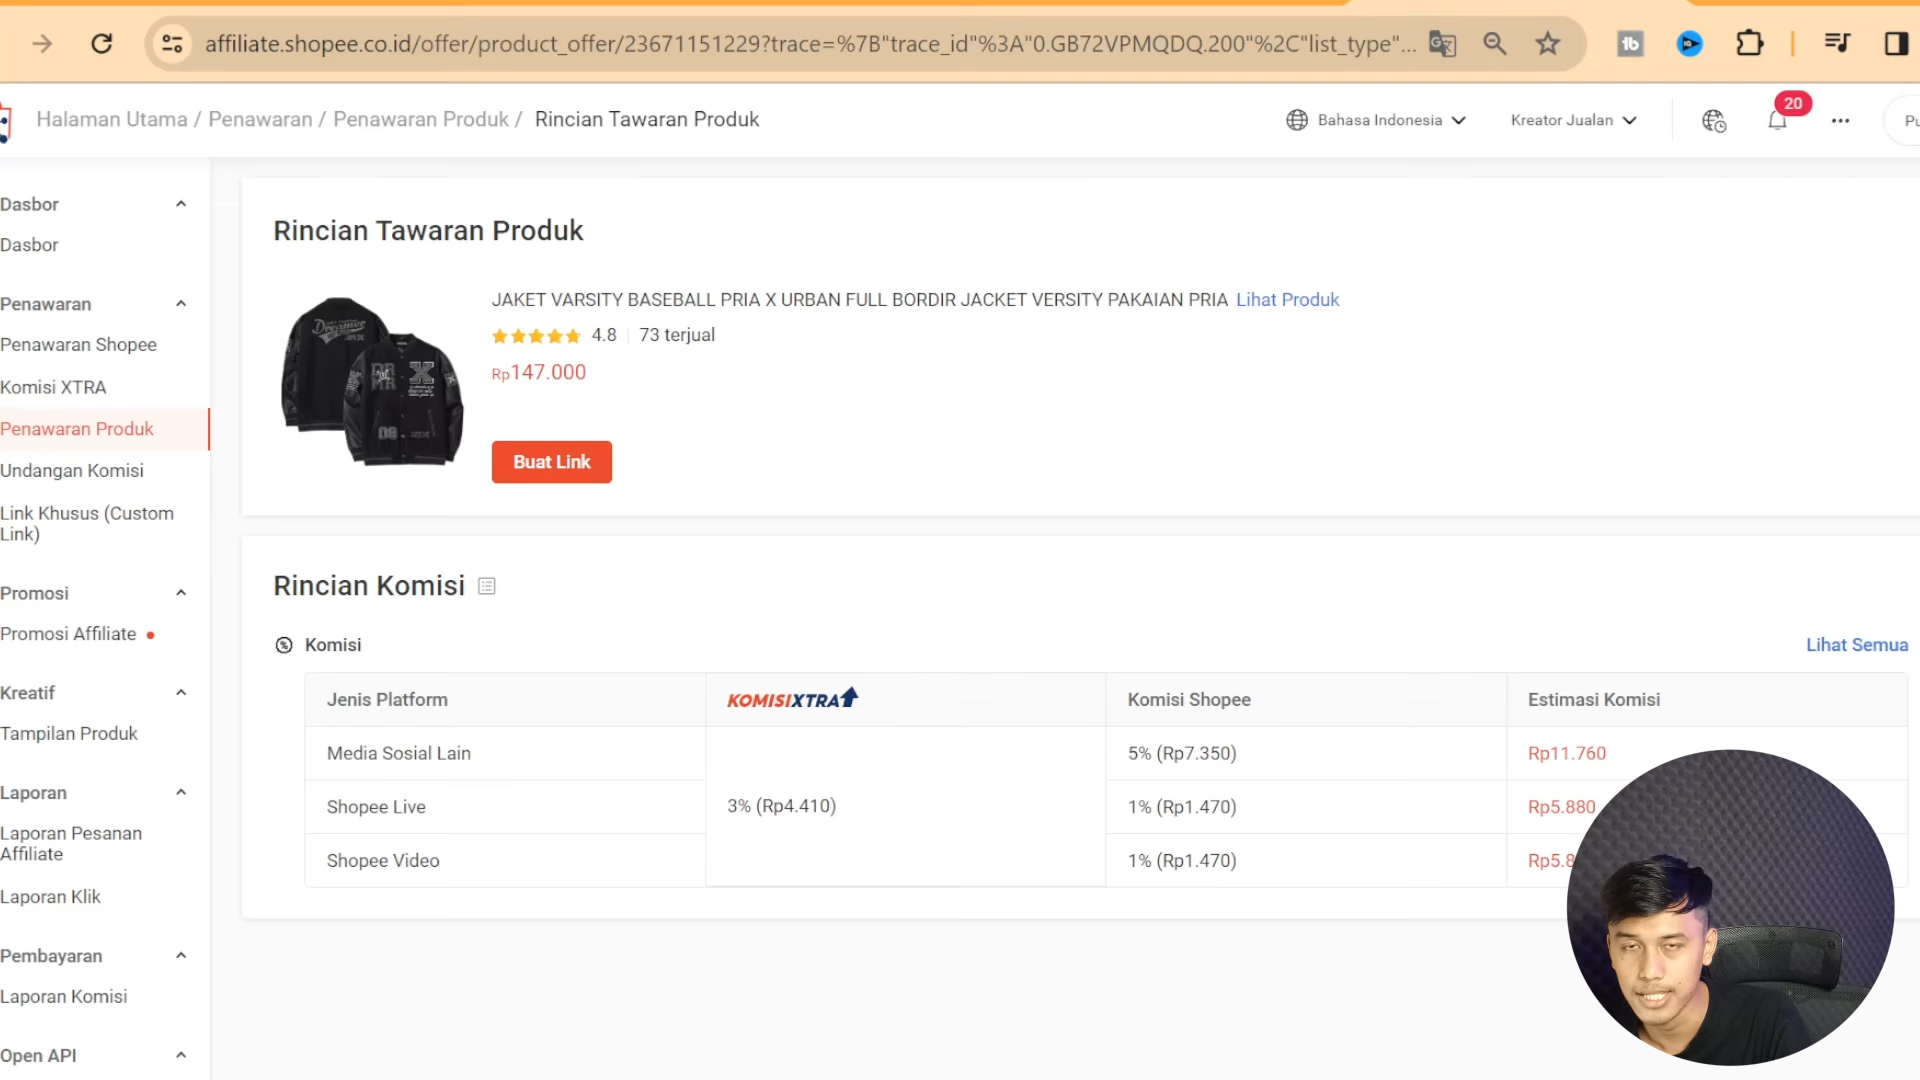 affiliate.shopee.co.id/offer/product_offer/23671151229?trace=%7B"trace_id"%3A"0.GB72VPMQDQ.200"%2C"list_type"...
Halaman Utama / Penawaran / Penawaran Produk / Rincian Tawaran Produk
Bahasa Indonesia
Kreator Jualan
20
Dasbor
Dasbor
Penawaran
Penawaran Shopee
Komisi XTRA
Penawaran Produk
Undangan Komisi
Link Khusus (Custom
Link)
Promosi
Promosi Affiliate
Kreatif
Tampilan Produk
Laporan
Laporan Pesanan
Affiliate
Laporan Klik
Pembayaran
Laporan Komisi
Open API
Rincian Tawaran Produk
JAKET VARSITY BASEBALL PRIA X URBAN FULL BORDIR JACKET VERSITY PAKAIAN PRIA Lihat Produk
4.8 | 73 terjual
Rp147.000
Buat Link
Dreamer
X
Rincian Komisi
Komisi
Lihat Semua
Jenis Platform KOMISIXTRA Komisi Shopee Estimasi Komisi
Media Sosial Lain 5% (Rp7.350) Rp11.760
Shopee Live 3% (Rp4.410) 1% (Rp1.470) Rp5.880
Shopee Video 1% (Rp1.470) Rp5.8